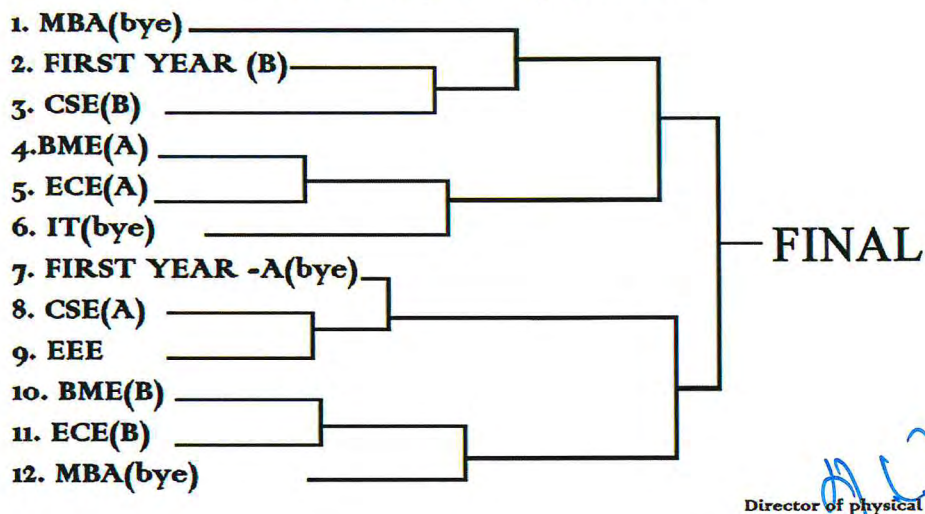 1. MBA(bye)
2. FIRST YEAR (B)
3. CSE(B)
4.BME(A)
5. ECE(A)
6. IT(bye)
7. FIRST YEAR -A(bye)
8. CSE(A)
9. EEE
10. BME(B)
11. ECE(B)
12. MBA(bye)
FINAL
Director of physical